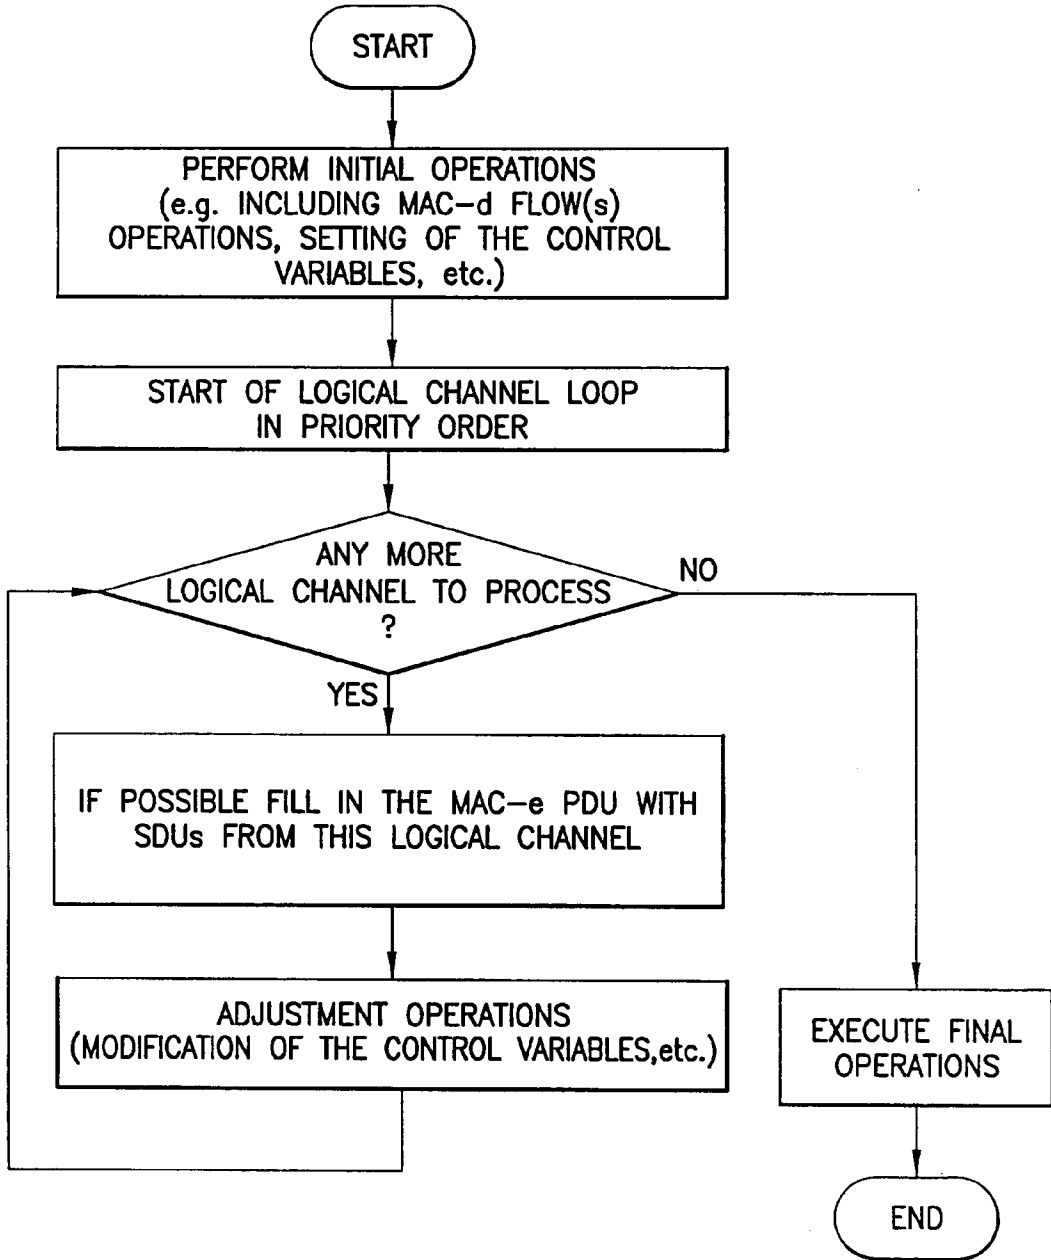 START
PERFORM INITIAL OPERATIONS
(e.g. INCLUDING MAC-d FLOW(s)
OPERATIONS, SETTING OF THE CONTROL
VARIABLES, etc.)
START OF LOGICAL CHANNEL LOOP
IN PRIORITY ORDER
ANY MORE
LOGICAL CHANNEL TO PROCESS
?
NO
YES
IF POSSIBLE FILL IN THE MAC-e PDU WITH
SDUs FROM THIS LOGICAL CHANNEL
ADJUSTMENT OPERATIONS
(MODIFICATION OF THE CONTROL VARIABLES,etc.)
EXECUTE FINAL
OPERATIONS
END